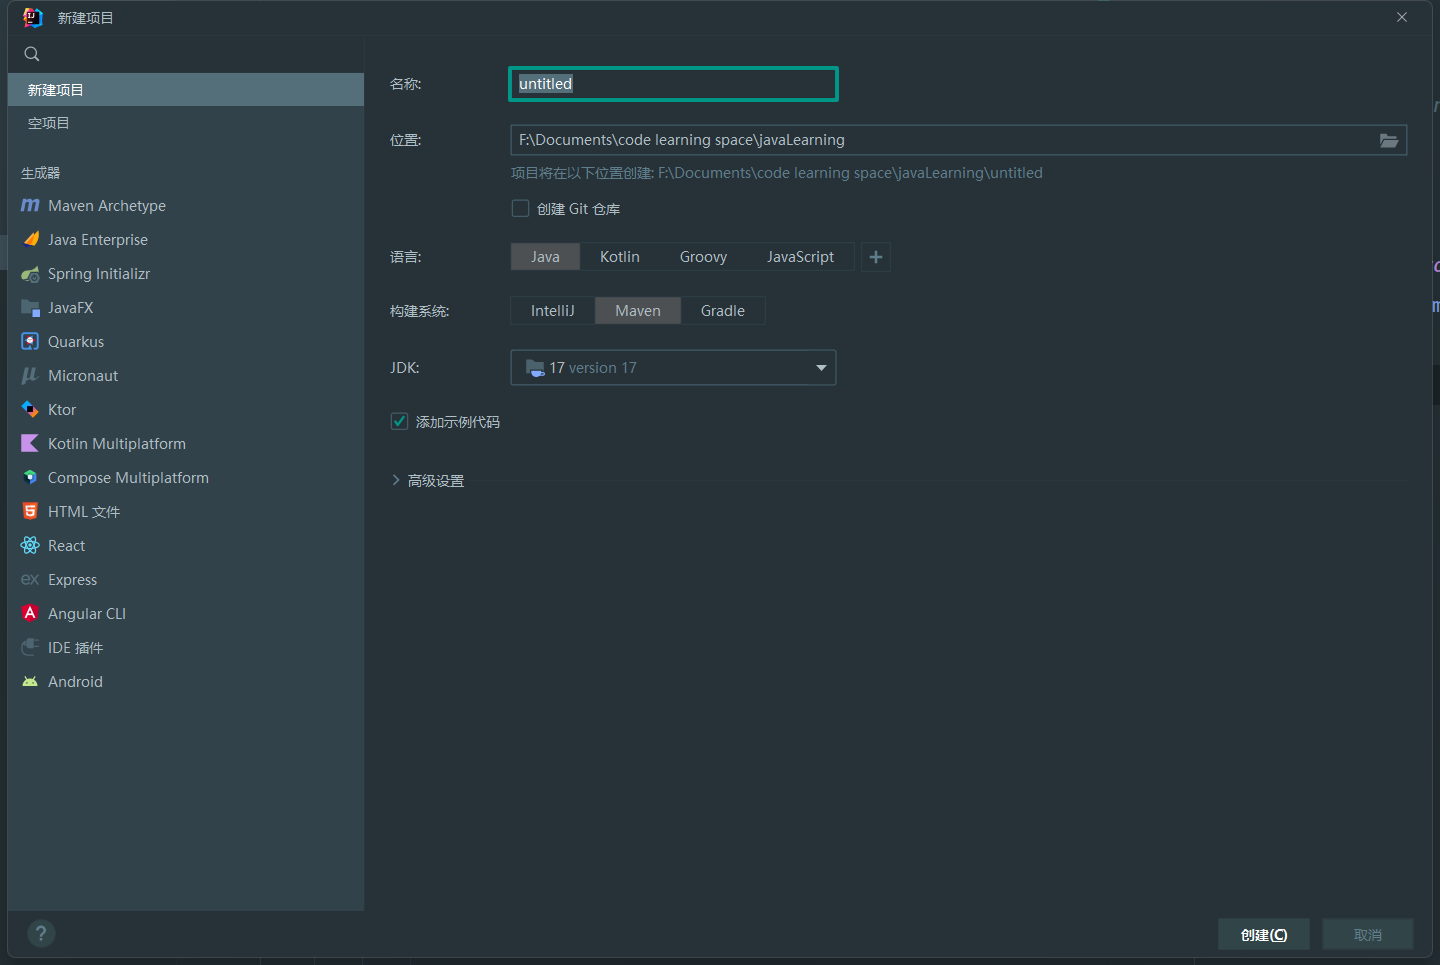 新建项目
新建项目
空项目
生成器
Maven Archetype
Java Enterprise
Spring Initializr
JavaFX
Quarkus
Micronaut
Ktor
Kotlin Multiplatform
Compose Multiplatform
HTML 文件
React
Express
Angular CLI
IDE 插件
Android
名称: untitled
位置: F:\Documents\code learning space\javaLearning
项目将在以下位置创建: F:\Documents\code learning space\javaLearning\untitled
创建 Git 仓库
语言: Java Kotlin Groovy JavaScript +
构建系统: IntelliJ Maven Gradle
JDK: 17 version 17
添加示例代码
高级设置
? 创建(C) 取消